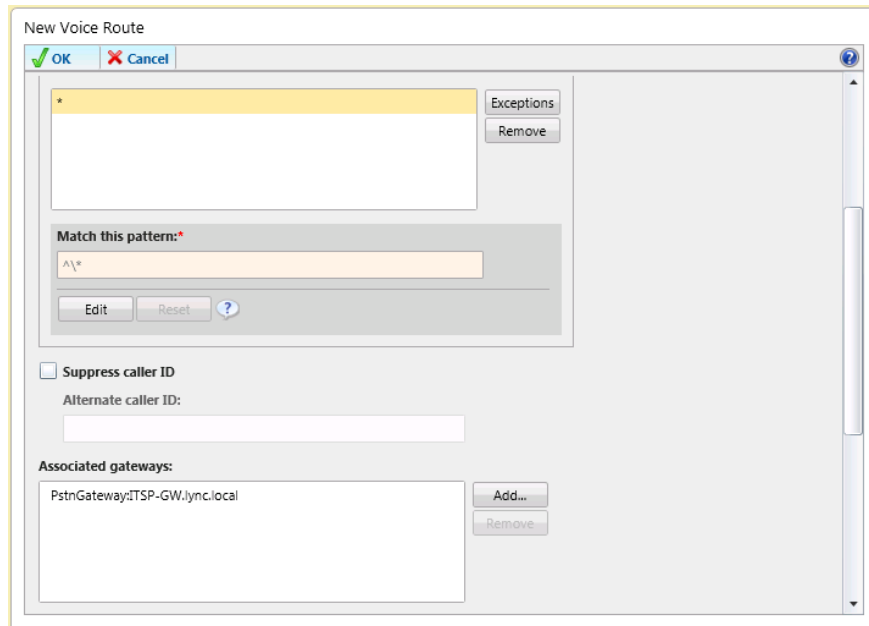 New Voice Route
OK Cancel ?
*
Exceptions
Remove
Match this pattern:*
^\*
Edit Reset ?
Suppress caller ID
Alternate caller ID:
Associated gateways:
PstnGateway:ITSP-GW.lync.local
Add...
Remove